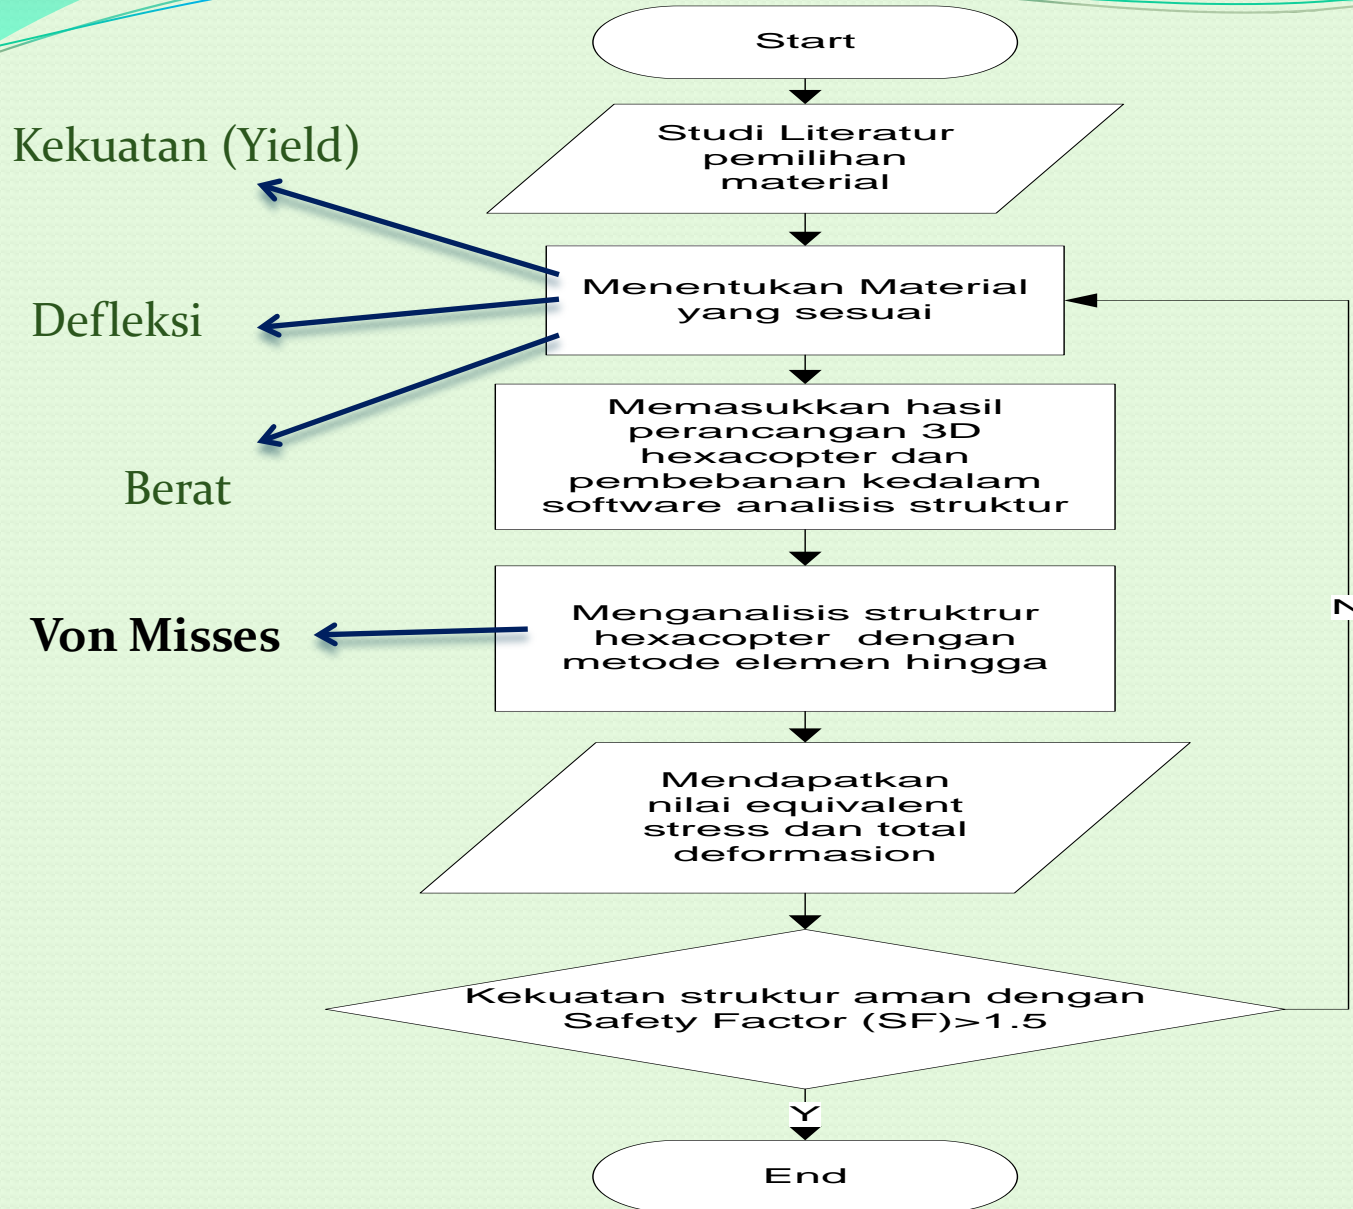 Start
Studi Literatur
pemilihan
material
Kekuatan (Yield)
Menentukan Material
yang sesuai
Defleksi
Berat
Memasukkan hasil
perancangan 3D
hexacopter dan
pembebanan kedalam
software analisis struktur
Menganalisis struktrur
hexacopter dengan
metode elemen hingga
Von Misses
N
Mendapatkan
nilai equivalent
stress dan total
deformasion
Kekuatan struktur aman dengan
Safety Factor (SF)>1.5
Y
End